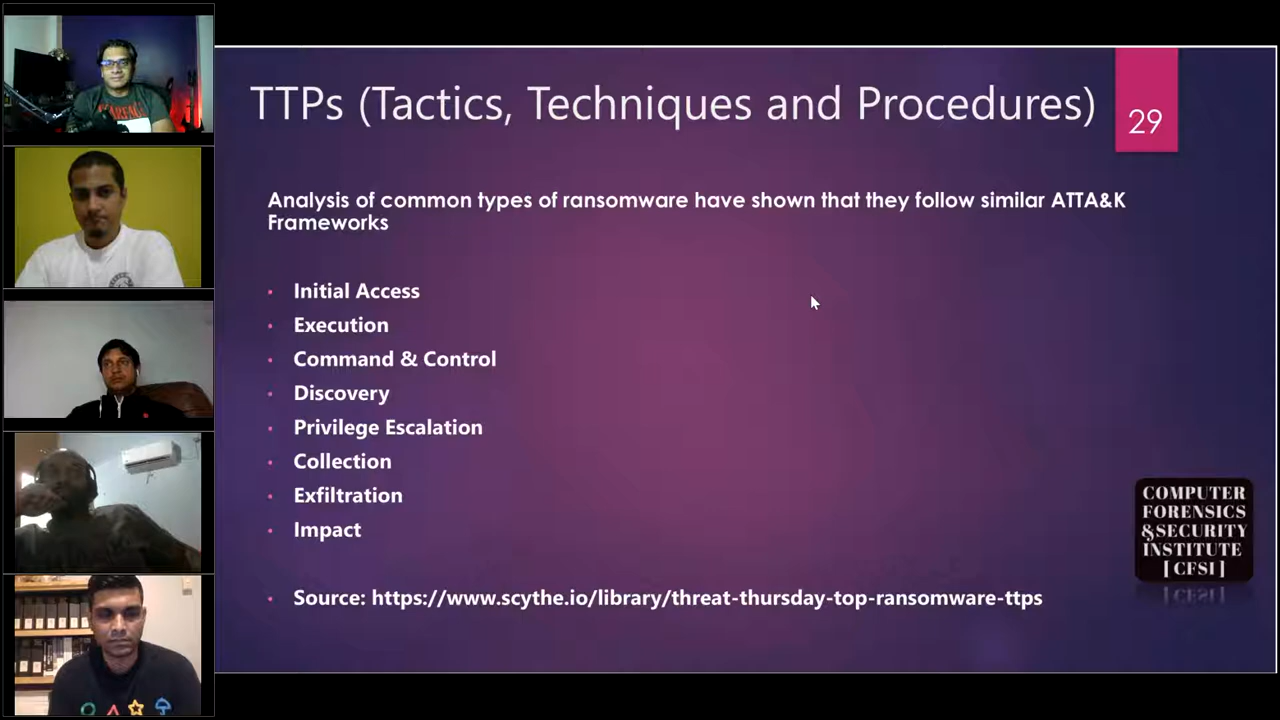 TTPs (Tactics, Techniques and Procedures)
29
Analysis of common types of ransomware have shown that they follow similar ATTA&K
Frameworks
Initial Access
Execution
Command & Control
Discovery
Privilege Escalation
Collection
Exfiltration
Impact
Source: https://www.scythe.io/library/threat-thursday-top-ransomware-ttps
COMPUTER
FORENSICS
&SECURITY
INSTITUTE
[ CFSI ]